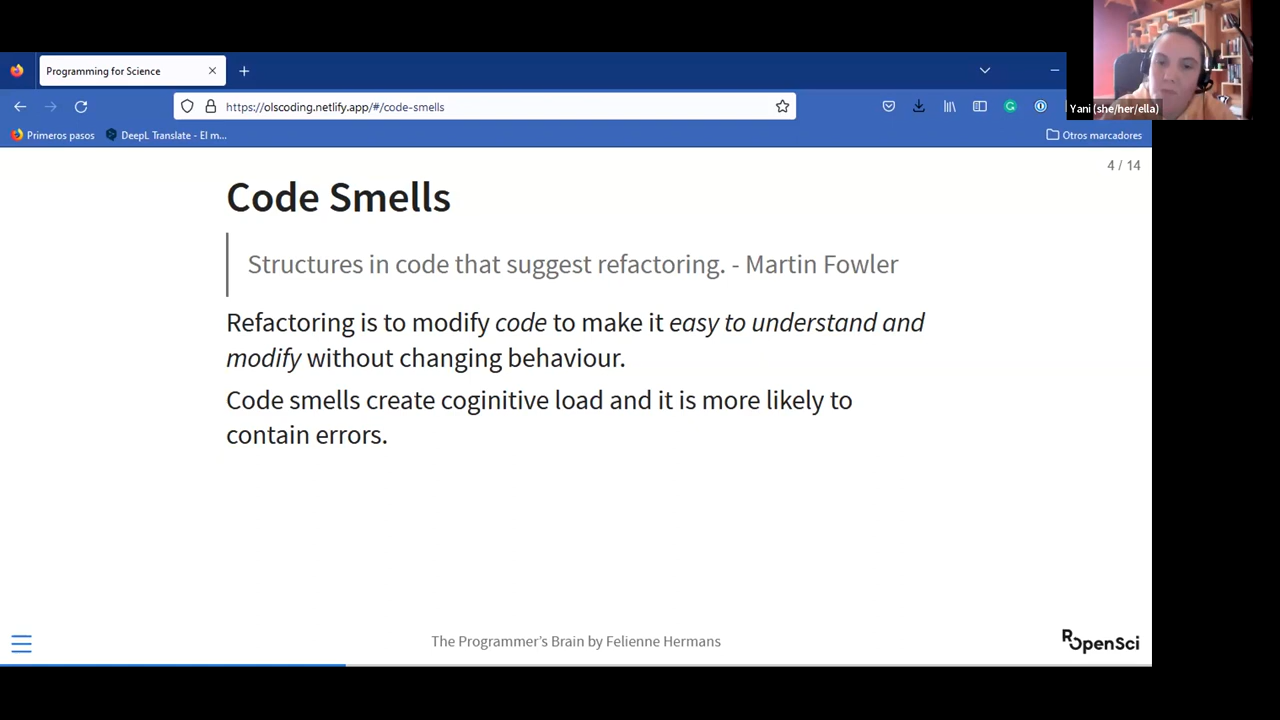 Programming for Science
https://olscoding.netlify.app/#/code-smells
Yani (she/her/ella)
Primeros pasos
DeepL Translate - El m...
Otros marcadores
4 / 14
Code Smells
Structures in code that suggest refactoring. - Martin Fowler
Refactoring is to modify code to make it easy to understand and
modify without changing behaviour.
Code smells create coginitive load and it is more likely to
contain errors.
The Programmer's Brain by Felienne Hermans
ROpenSci